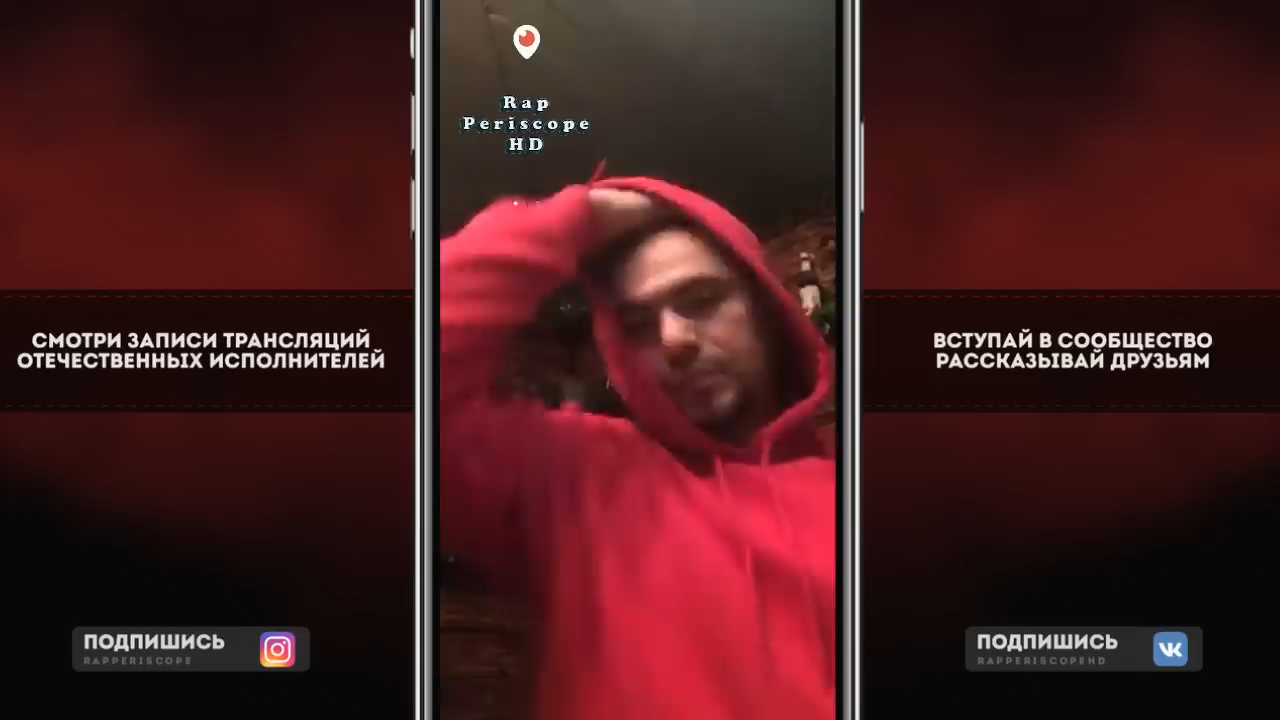 Rap
Periscope
HD
СМОТРИ ЗАПИСИ ТРАНСЛЯЦИЙ
ОТЕЧЕСТВЕННЫХ ИСПОЛНИТЕЛЕЙ
ВСТУПАЙ В СООБЩЕСТВО
РАССКАЗЫВАЙ ДРУЗЬЯМ
ПОДПИШИСЬ
RAPPERISCOPE
ПОДПИШИСЬ
RAPPERISCOPEHD